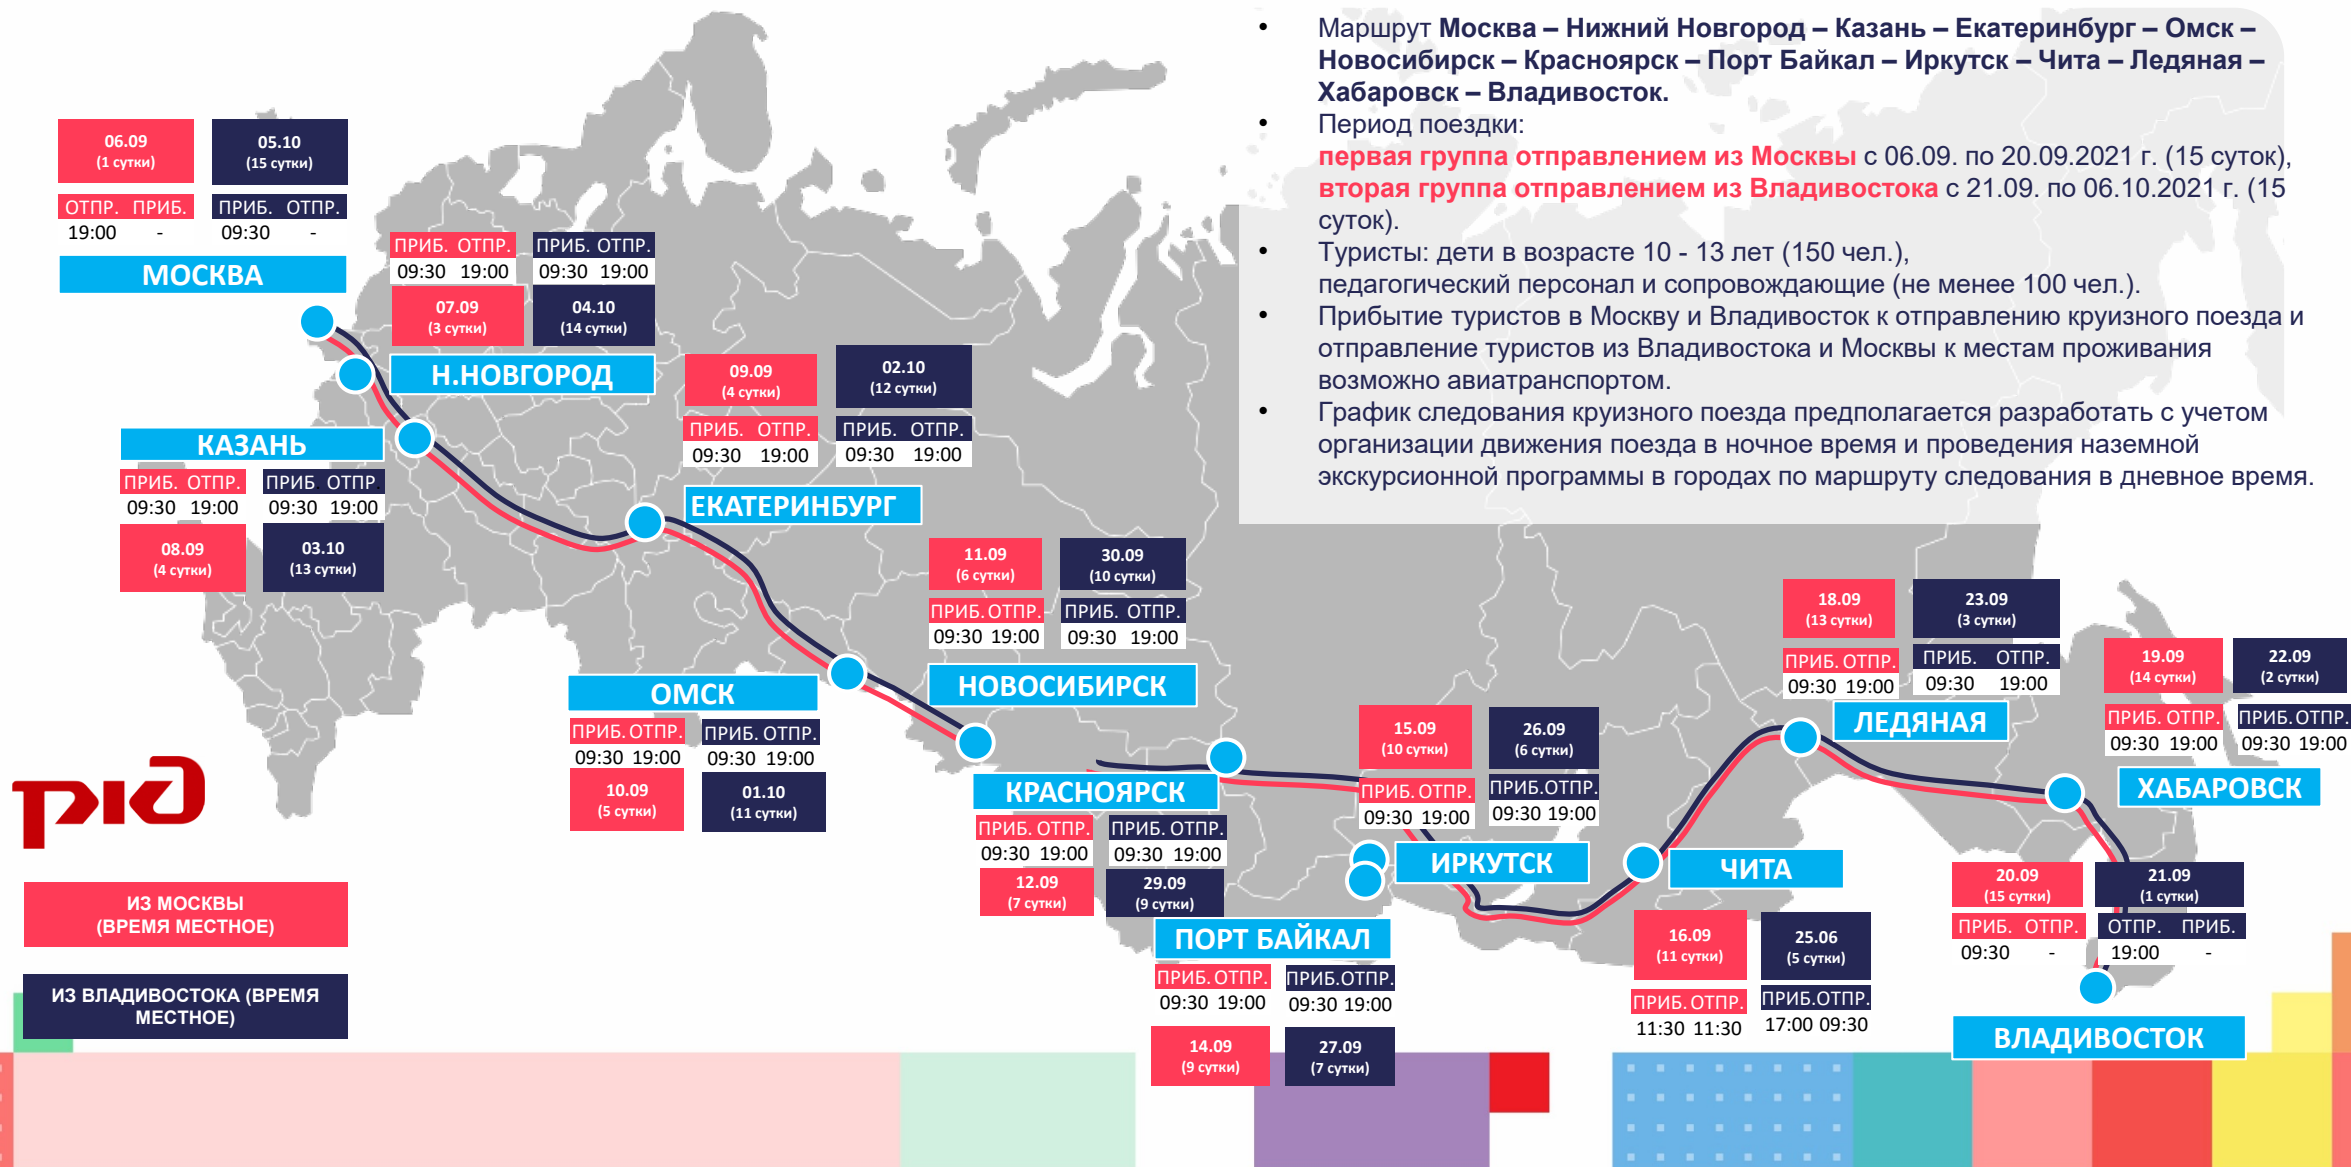 • Маршрут Москва – Нижний Новгород – Казань – Екатеринбург – Омск –
Новосибирск – Красноярск – Порт Байкал – Иркутск – Чита – Ледяная –
Хабаровск – Владивосток.
• Период поездки:
первая группа отправлением из Москвы с 06.09. по 20.09.2021 г. (15 суток),
вторая группа отправлением из Владивостока с 21.09. по 06.10.2021 г. (15
суток).
• Туристы: дети в возрасте 10 - 13 лет (150 чел.),
педагогический персонал и сопровождающие (не менее 100 чел.).
• Прибытие туристов в Москву и Владивосток к отправлению круизного поезда и
отправление туристов из Владивостока и Москвы к местам проживания
возможно авиатранспортом.
• График следования круизного поезда предполагается разработать с учетом
организации движения поезда в ночное время и проведения наземной
экскурсионной программы в городах по маршруту следования в дневное время.
06.09 05.10
(1 сутки) (15 сутки)
ОТПР. ПРИБ. ПРИБ. ОТПР.
19:00 - 09:30 -
МОСКВА
ПРИБ. ОТПР. ПРИБ. ОТПР.
09:30 19:00 09:30 19:00
07.09 04.10
(3 сутки) (14 сутки)
Н.НОВГОРОД
КАЗАНЬ
ПРИБ. ОТПР. ПРИБ. ОТПР.
09:30 19:00 09:30 19:00
08.09 03.10
(4 сутки) (13 сутки)
09.09 02.10
(4 сутки) (12 сутки)
ПРИБ. ОТПР. ПРИБ. ОТПР.
09:30 19:00 09:30 19:00
ЕКАТЕРИНБУРГ
ОМСК
ПРИБ. ОТПР. ПРИБ. ОТПР.
09:30 19:00 09:30 19:00
10.09 01.10
(5 сутки) (11 сутки)
11.09 30.09
(6 сутки) (10 сутки)
ПРИБ. ОТПР. ПРИБ. ОТПР.
09:30 19:00 09:30 19:00
НОВОСИБИРСК
КРАСНОЯРСК
ПРИБ. ОТПР. ПРИБ. ОТПР.
09:30 19:00 09:30 19:00
12.09 29.09
(7 сутки) (9 сутки)
ПОРТ БАЙКАЛ
ПРИБ.ОТПР. ПРИБ.ОТПР.
09:30 19:00 09:30 19:00
14.09 27.09
(9 сутки) (7 сутки)
15.09 26.09
(10 сутки) (6 сутки)
ПРИБ. ОТПР. ПРИБ.ОТПР.
09:30 19:00 09:30 19:00
ИРКУТСК
ЧИТА
16.09 25.06
(11 сутки) (5 сутки)
ПРИБ. ОТПР. ПРИБ.ОТПР.
11:30 11:30 17:00 09:30
18.09 23.09
(13 сутки) (3 сутки)
ПРИБ. ОТПР. ПРИБ. ОТПР.
09:30 19:00 09:30 19:00
ЛЕДЯНАЯ
19.09 22.09
(14 сутки) (2 сутки)
ПРИБ. ОТПР. ПРИБ.ОТПР.
09:30 19:00 09:30 19:00
ХАБАРОВСК
20.09 21.09
(15 сутки) (1 сутки)
ПРИБ. ОТПР. ОТПР. ПРИБ.
09:30 - 19:00 -
ВЛАДИВОСТОК
ржд
ИЗ МОСКВЫ
(ВРЕМЯ МЕСТНОЕ)
ИЗ ВЛАДИВОСТОКА (ВРЕМЯ
МЕСТНОЕ)